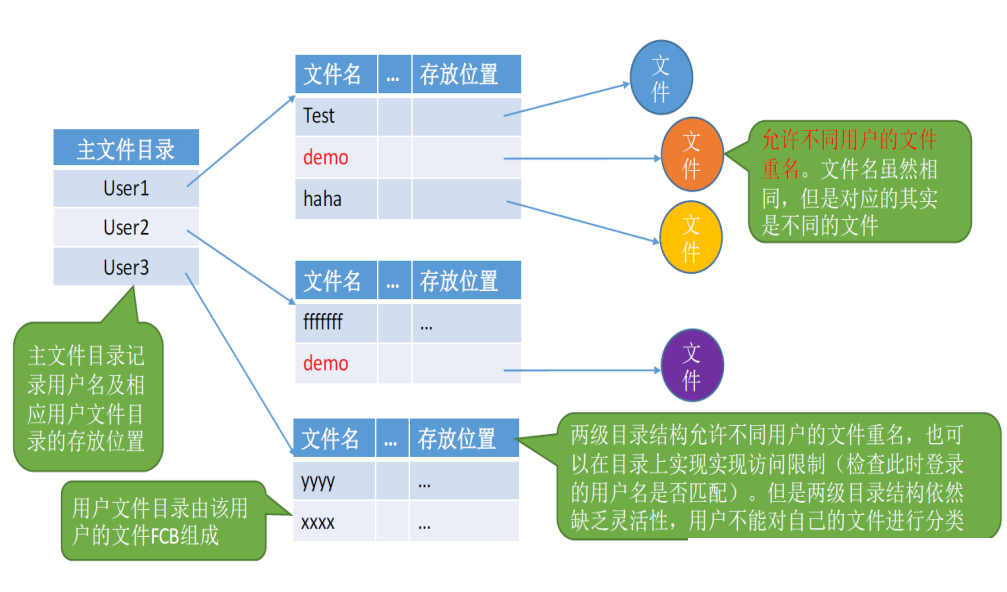 主文件目录
User1
User2
User3
主文件目录记
录用户名及相
应用户文件目
录的存放位置
文件名 ... 存放位置
Test
demo
haha
文
件
文
件
文
件
允许不同用户的文件
重名。文件名虽然相
同，但是对应的其实
是不同的文件
文件名 ... 存放位置
fffffff ...
demo
文
件
文件名 ... 存放位置
yyyy ...
xxxx ...
用户文件目录由该用
户的文件FCB组成
两级目录结构允许不同用户的文件重名，也可
以在目录上实现实现访问限制（检查此时登录
的用户名是否匹配）。但是两级目录结构依然
缺乏灵活性，用户不能对自己的文件进行分类